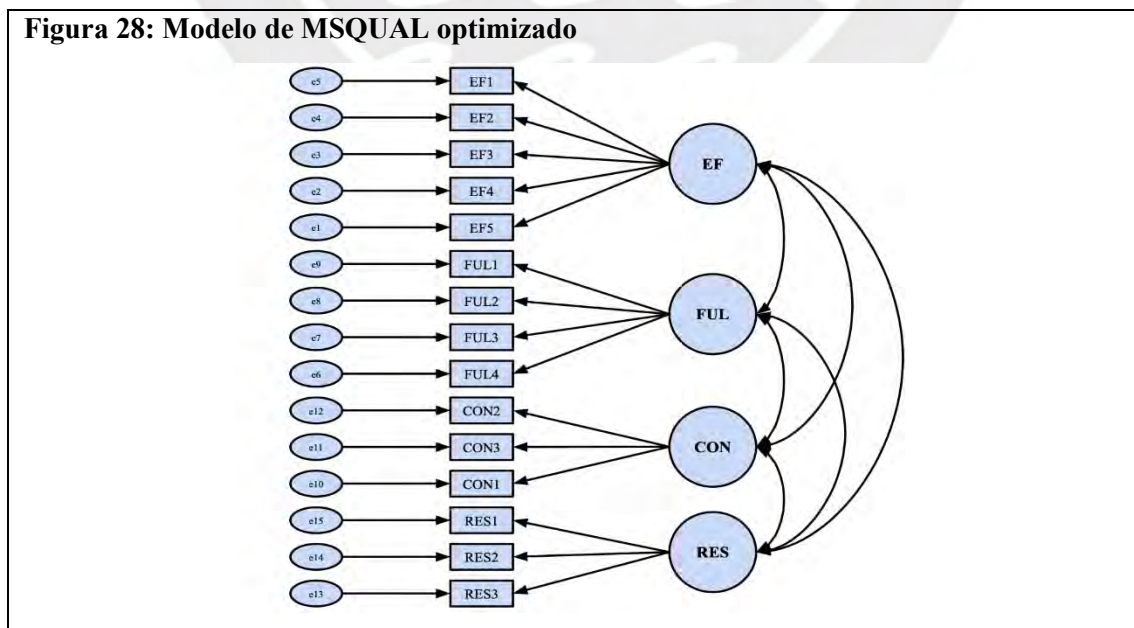 Figura 28: Modelo de MSQUAL optimizado
e5 EF1
e4 EF2
e3 EF3
e2 EF4
e1 EF5
EF
e9 FUL1
e8 FUL2
e7 FUL3
e6 FUL4
FUL
e12 CON2
e11 CON3
e10 CON1
CON
e15 RES1
e14 RES2
e13 RES3
RES